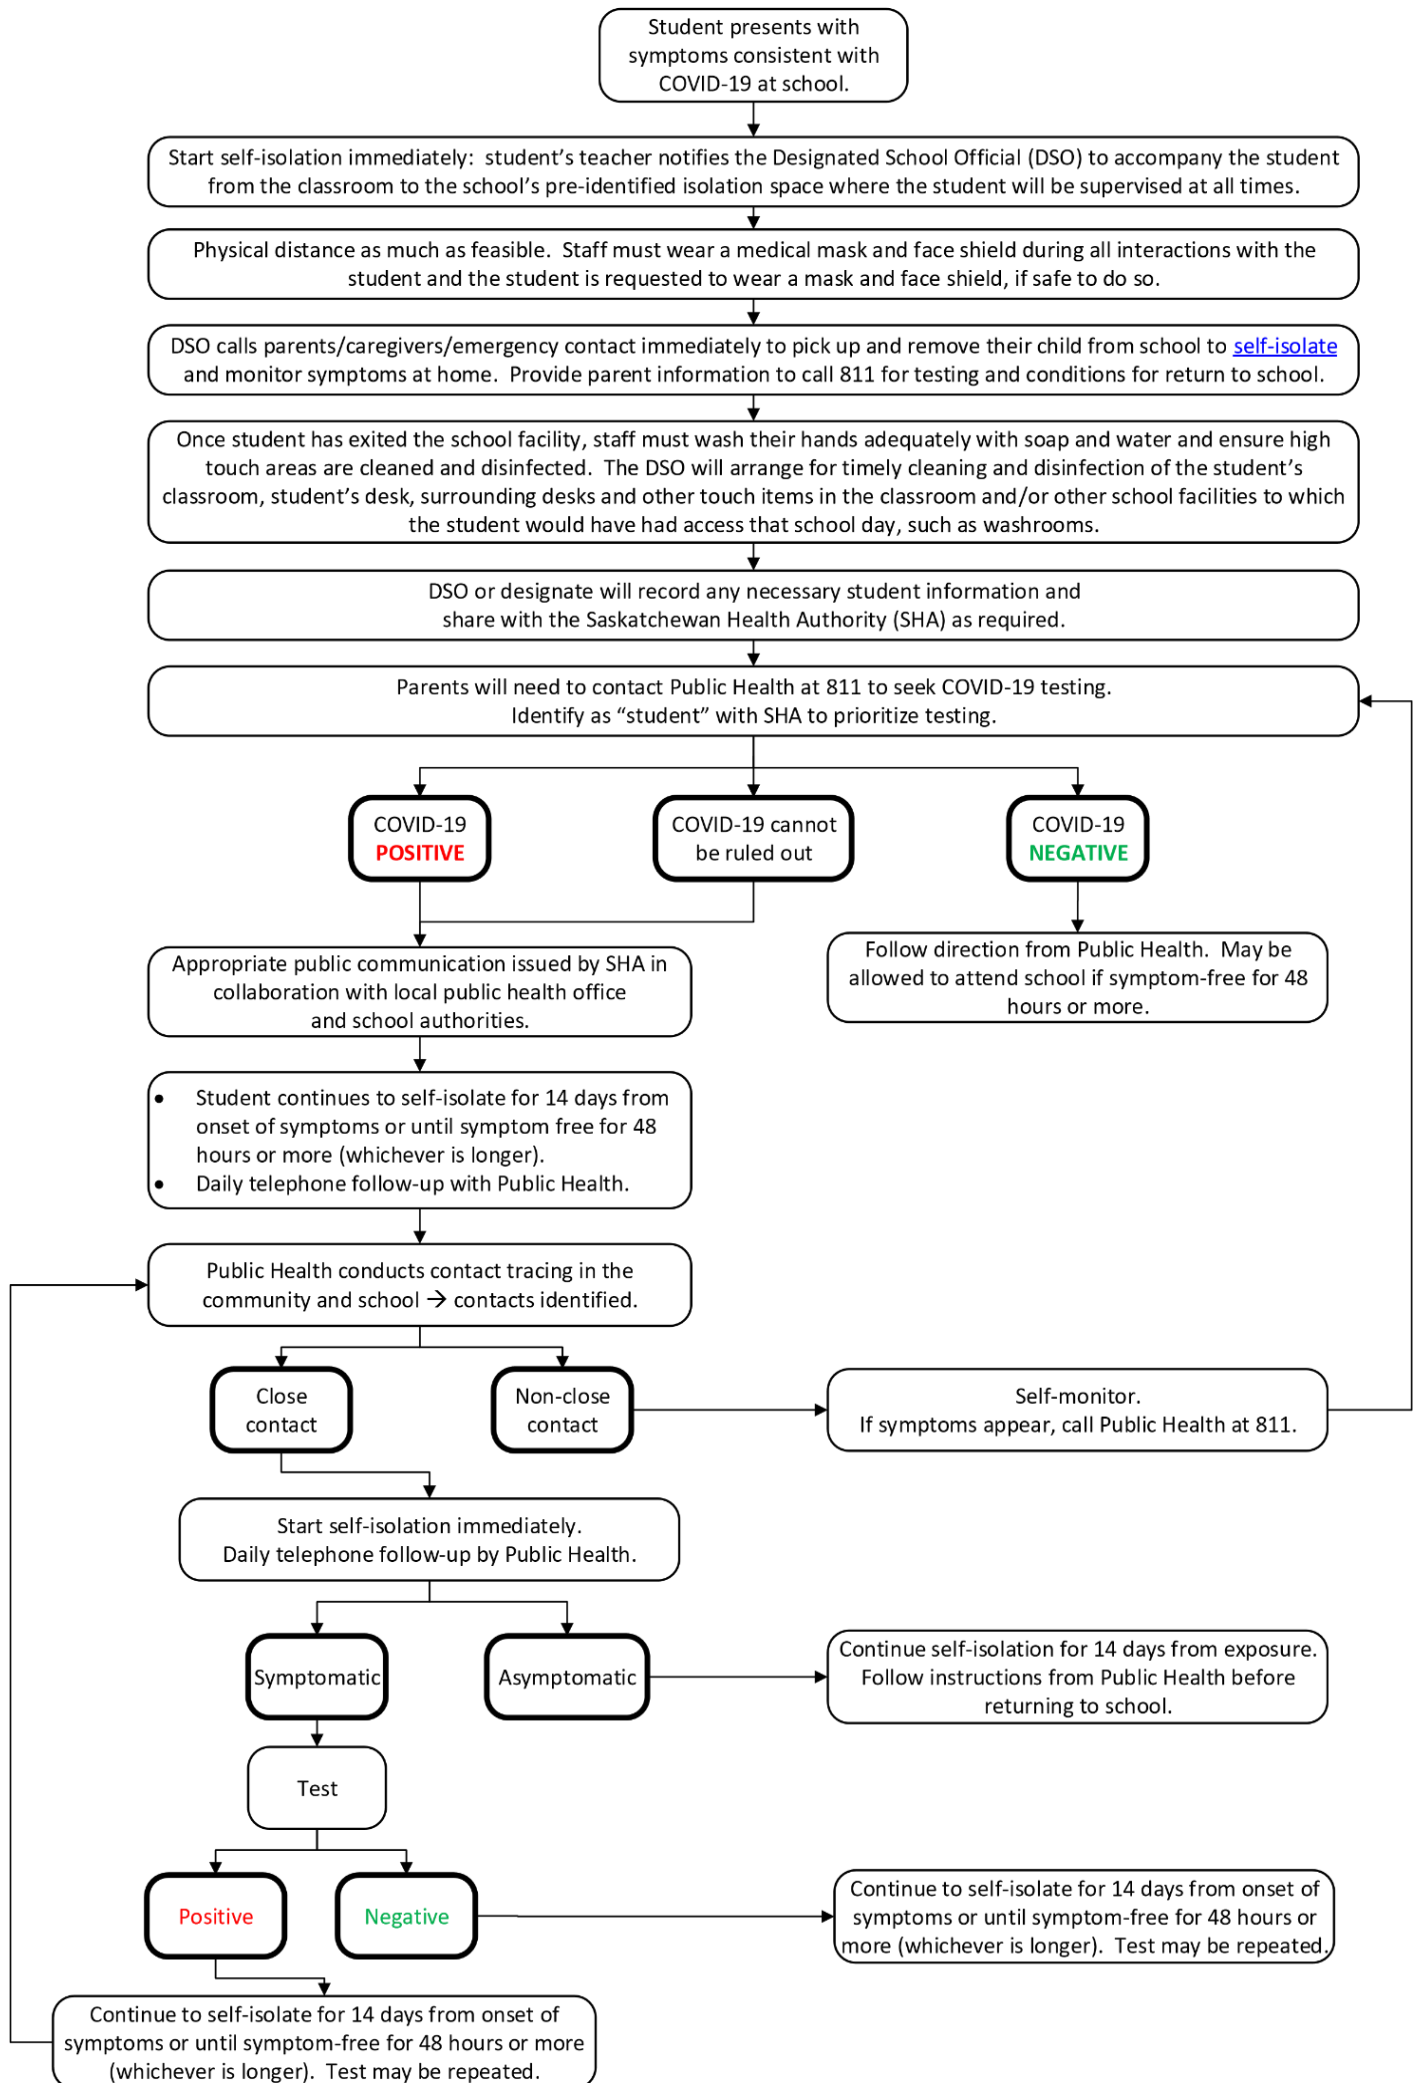 Student presents with
symptoms consistent with
COVID-19 at school.
Start self-isolation immediately:  student’s teacher notifies the Designated School Official (DSO) to accompany the student
from the classroom to the school’s pre-identified isolation space where the student will be supervised at all times.
Physical distance as much as feasible.  Staff must wear a medical mask and face shield during all interactions with the
student and the student is requested to wear a mask and face shield, if safe to do so.
DSO calls parents/caregivers/emergency contact immediately to pick up and remove their child from school to self-isolate
and monitor symptoms at home.  Provide parent information to call 811 for testing and conditions for return to school.
Once student has exited the school facility, staff must wash their hands adequately with soap and water and ensure high
touch areas are cleaned and disinfected.  The DSO will arrange for timely cleaning and disinfection of the student’s
classroom, student’s desk, surrounding desks and other touch items in the classroom and/or other school facilities to which
the student would have had access that school day, such as washrooms.
DSO or designate will record any necessary student information and
share with the Saskatchewan Health Authority (SHA) as required.
Parents will need to contact Public Health at 811 to seek COVID-19 testing.
Identify as “student” with SHA to prioritize testing.
COVID-19
POSITIVE
COVID-19 cannot
be ruled out
COVID-19
NEGATIVE
Appropriate public communication issued by SHA in
collaboration with local public health office
and school authorities.
Follow direction from Public Health.  May be
allowed to attend school if symptom-free for 48
hours or more.
• Student continues to self-isolate for 14 days from
onset of symptoms or until symptom free for 48
hours or more (whichever is longer).
• Daily telephone follow-up with Public Health.
Public Health conducts contact tracing in the
community and school → contacts identified.
Close
contact
Non-close
contact
Self-monitor.
If symptoms appear, call Public Health at 811.
Start self-isolation immediately.
Daily telephone follow-up by Public Health.
Symptomatic
Asymptomatic
Continue self-isolation for 14 days from exposure.
Follow instructions from Public Health before
returning to school.
Test
Positive
Negative
Continue to self-isolate for 14 days from onset of
symptoms or until symptom-free for 48 hours or
more (whichever is longer).  Test may be repeated.
Continue to self-isolate for 14 days from onset of
symptoms or until symptom-free for 48 hours or more
(whichever is longer).  Test may be repeated.